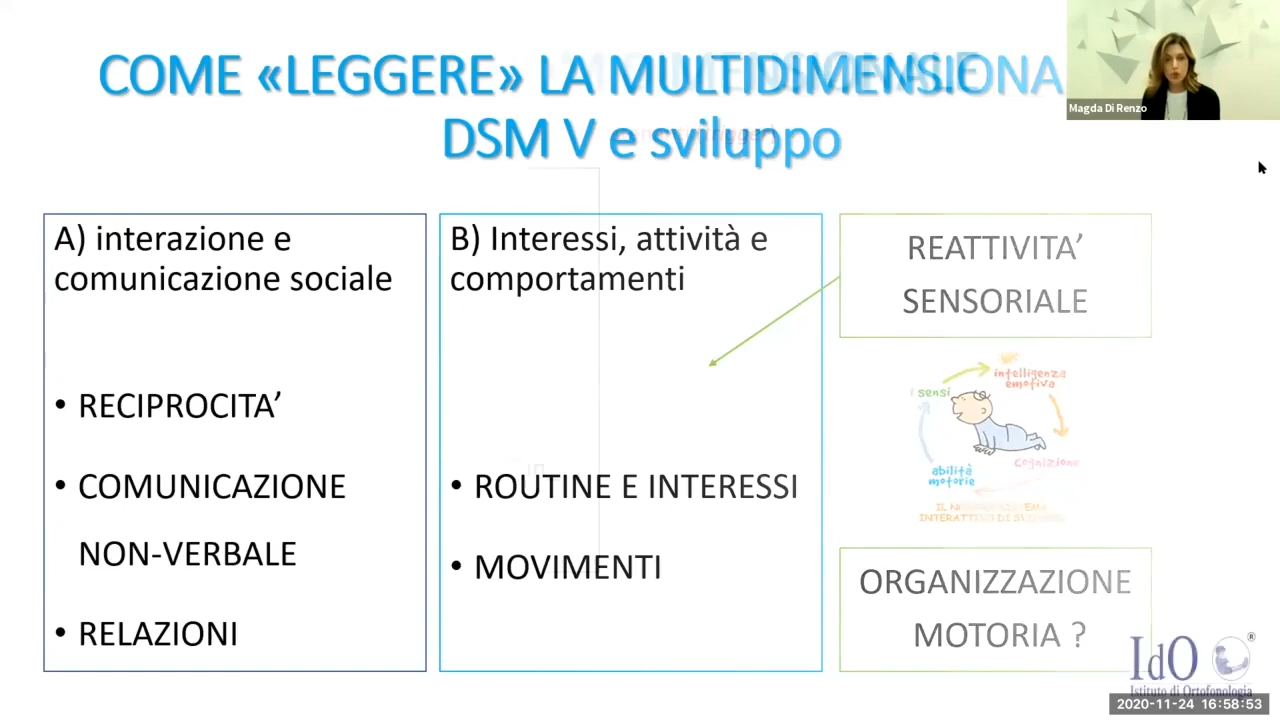 COME «LEGGERE» LA MULTIDIMENSIONA
DSM V e sviluppo
Magda Di Renzo
A) interazione e
comunicazione sociale
• RECIPROCITA’
• COMUNICAZIONE
NON-VERBALE
• RELAZIONI
B) Interessi, attività e
comportamenti
• ROUTINE E INTERESSI
• MOVIMENTI
REATTIVITA’
SENSORIALE
intelligenza
emotiva
i sensi
cognizione
abilità
motorie
ORGANIZZAZIONE
MOTORIA ?
IdO ®
Istituto di Ortofonologia
2020-11-24 16:58:53